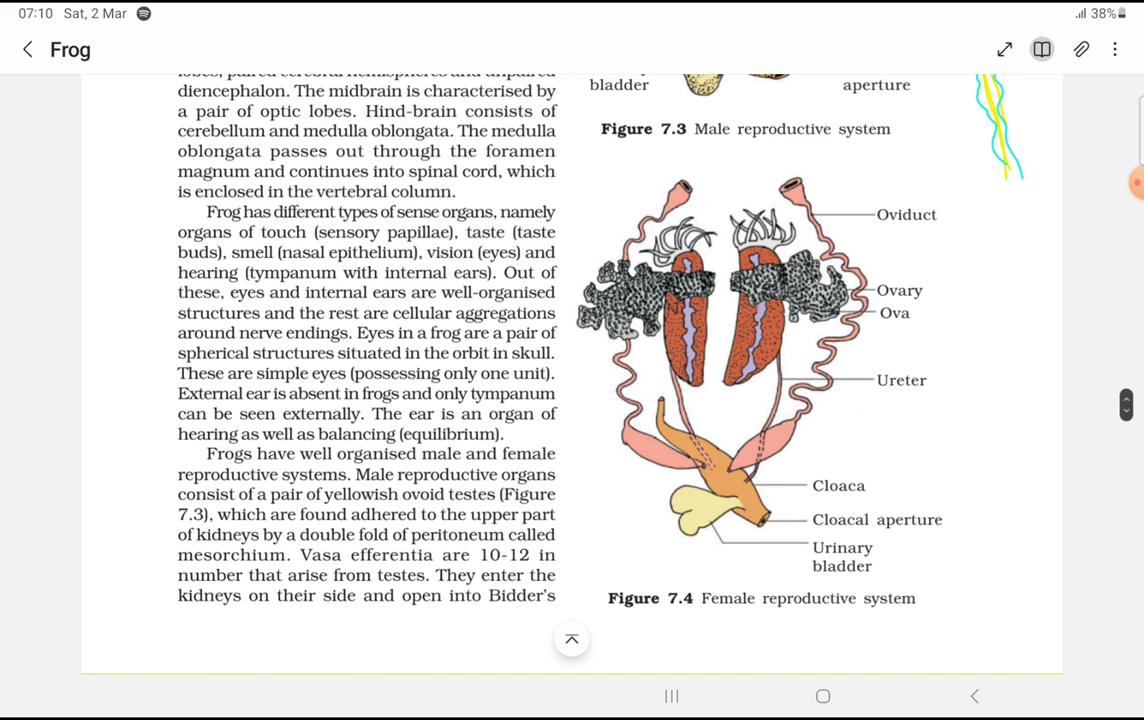 07:10 Sat, 2 Mar
38%
Frog
diencephalon. The midbrain is characterised by
a pair of optic lobes. Hind-brain consists of
cerebellum and medulla oblongata. The medulla
oblongata passes out through the foramen
magnum and continues into spinal cord, which
is enclosed in the vertebral column.
Frog has different types of sense organs, namely
organs of touch (sensory papillae), taste (taste
buds), smell (nasal epithelium), vision (eyes) and
hearing (tympanum with internal ears). Out of
these, eyes and internal ears are well-organised
structures and the rest are cellular aggregations
around nerve endings. Eyes in a frog are a pair of
spherical structures situated in the orbit in skull.
These are simple eyes (possessing only one unit).
External ear is absent in frogs and only tympanum
can be seen externally. The ear is an organ of
hearing as well as balancing (equilibrium).
Frogs have well organised male and female
reproductive systems. Male reproductive organs
consist of a pair of yellowish ovoid testes (Figure
7.3), which are found adhered to the upper part
of kidneys by a double fold of peritoneum called
mesorchium. Vasa efferentia are 10-12 in
number that arise from testes. They enter the
kidneys on their side and open into Bidder's
bladder
aperture
Figure 7.3 Male reproductive system
Oviduct
Ovary
Ova
Ureter
Cloaca
Cloacal aperture
Urinary
bladder
Figure 7.4 Female reproductive system